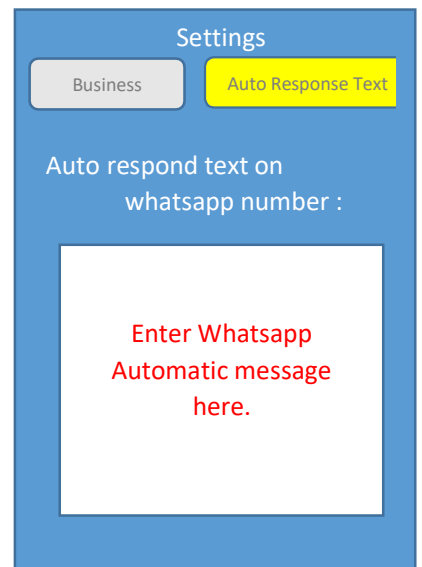 Settings
Business
Auto Response Text
Auto respond text on
whatsapp number :
Enter Whatsapp
Automatic message
here.